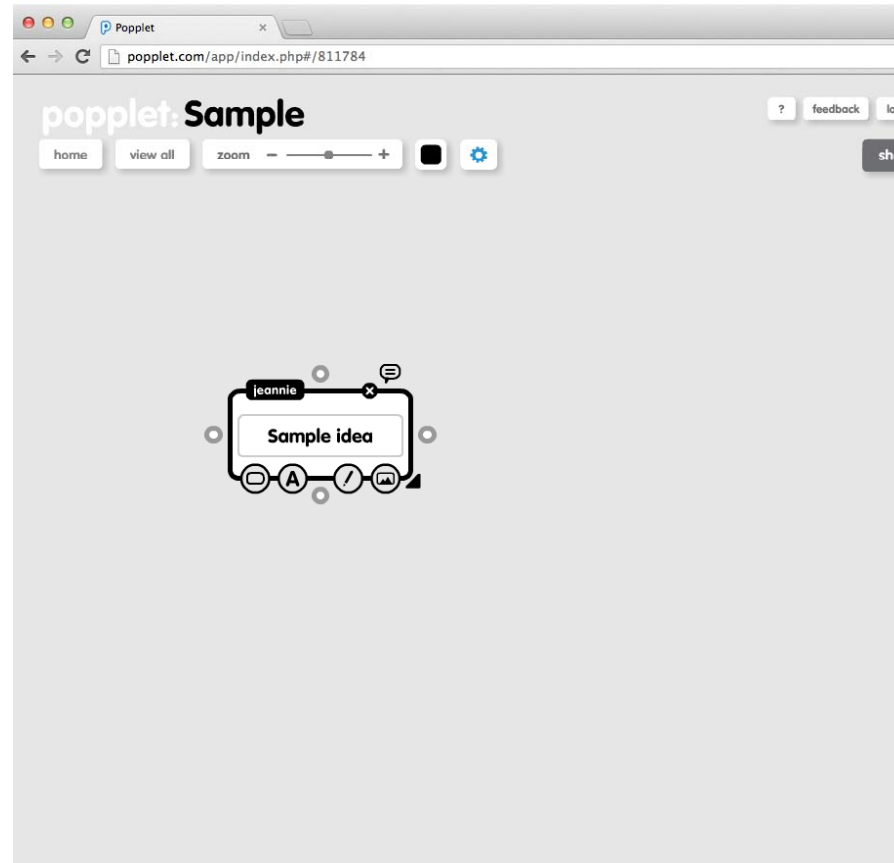 Popplet
popplet.com/app/index.php#/811784
popplet: Sample
? feedback
home view all zoom - +
jeannie
Sample idea
A